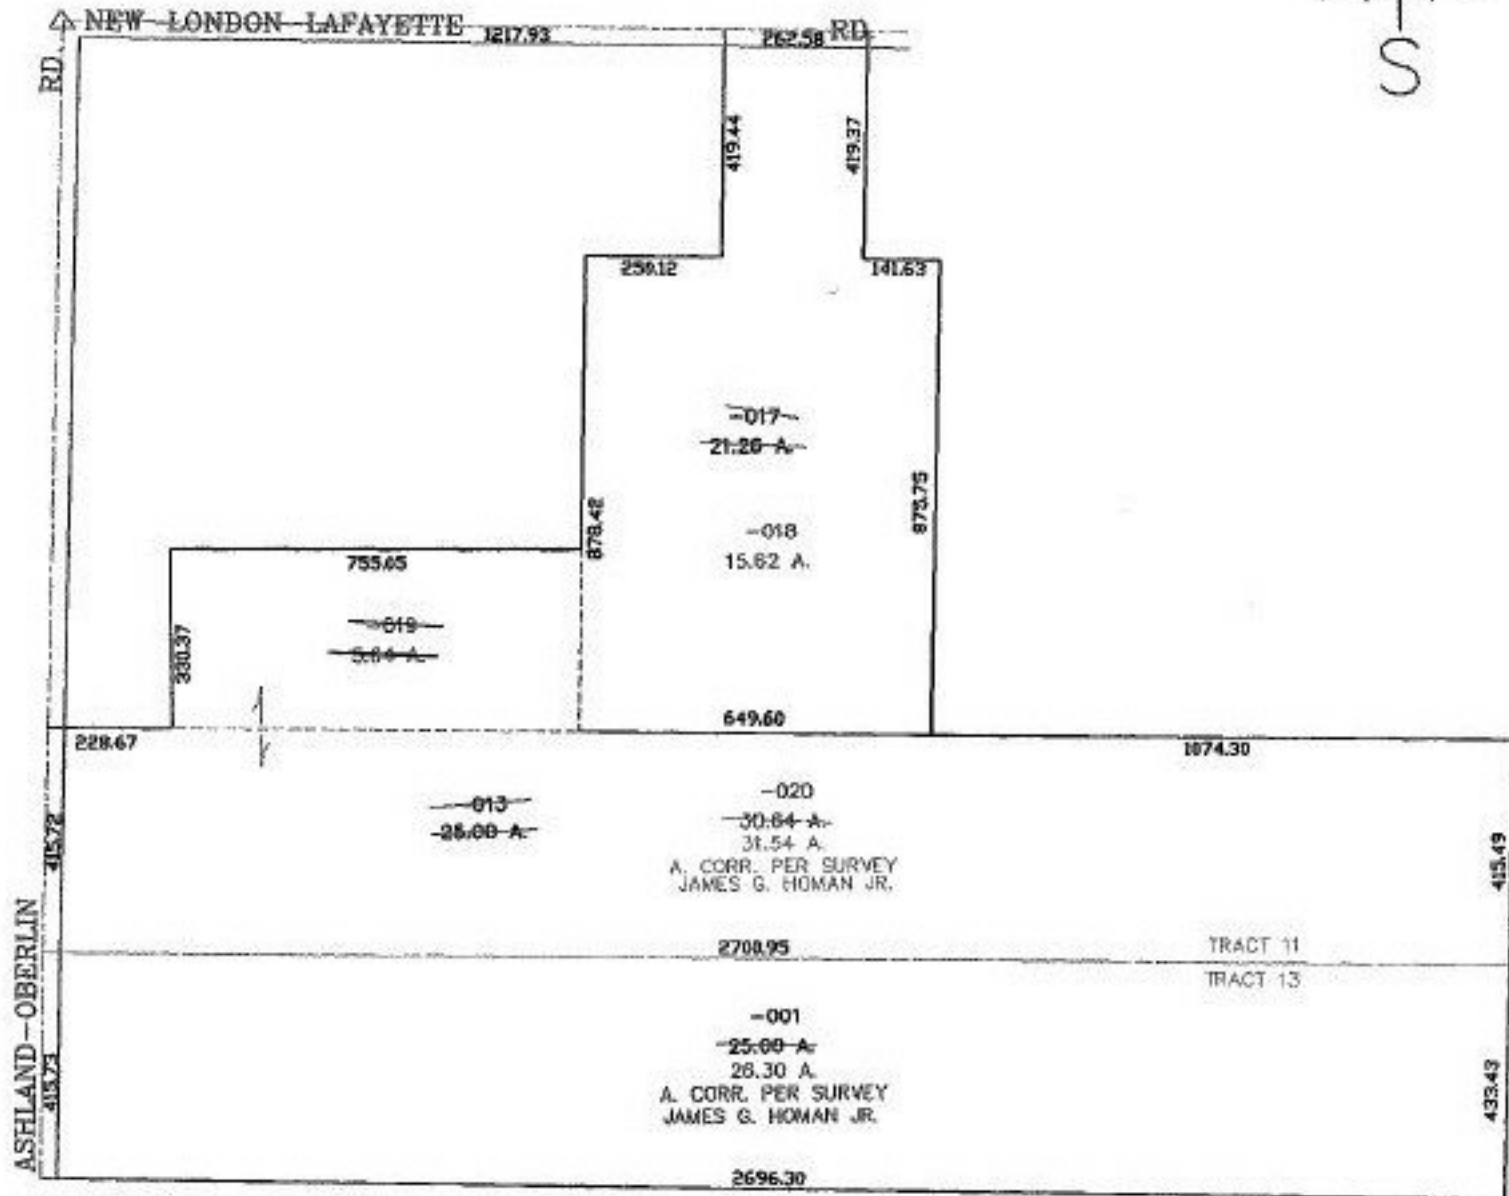 NEW LONDON LAFAYETTE RD
1217.93
262.58
S
RD
419.44
419.37
250.12
141.63
-017
21.26 A.
878.42
875.75
-018
15.62 A.
755.05
-019
5.64 A.
330.37
649.60
228.67
1074.30
-013
25.00 A.
-020
30.64 A.
31.54 A.
A. CORR. PER SURVEY
JAMES G. HOMAN JR.
415.72
415.49
2700.95
TRACT 11
TRACT 13
ASHLAND-OBERLIN
-001
25.00 A.
26.30 A.
A. CORR. PER SURVEY
JAMES G. HOMAN JR.
415.73
433.43
2696.30